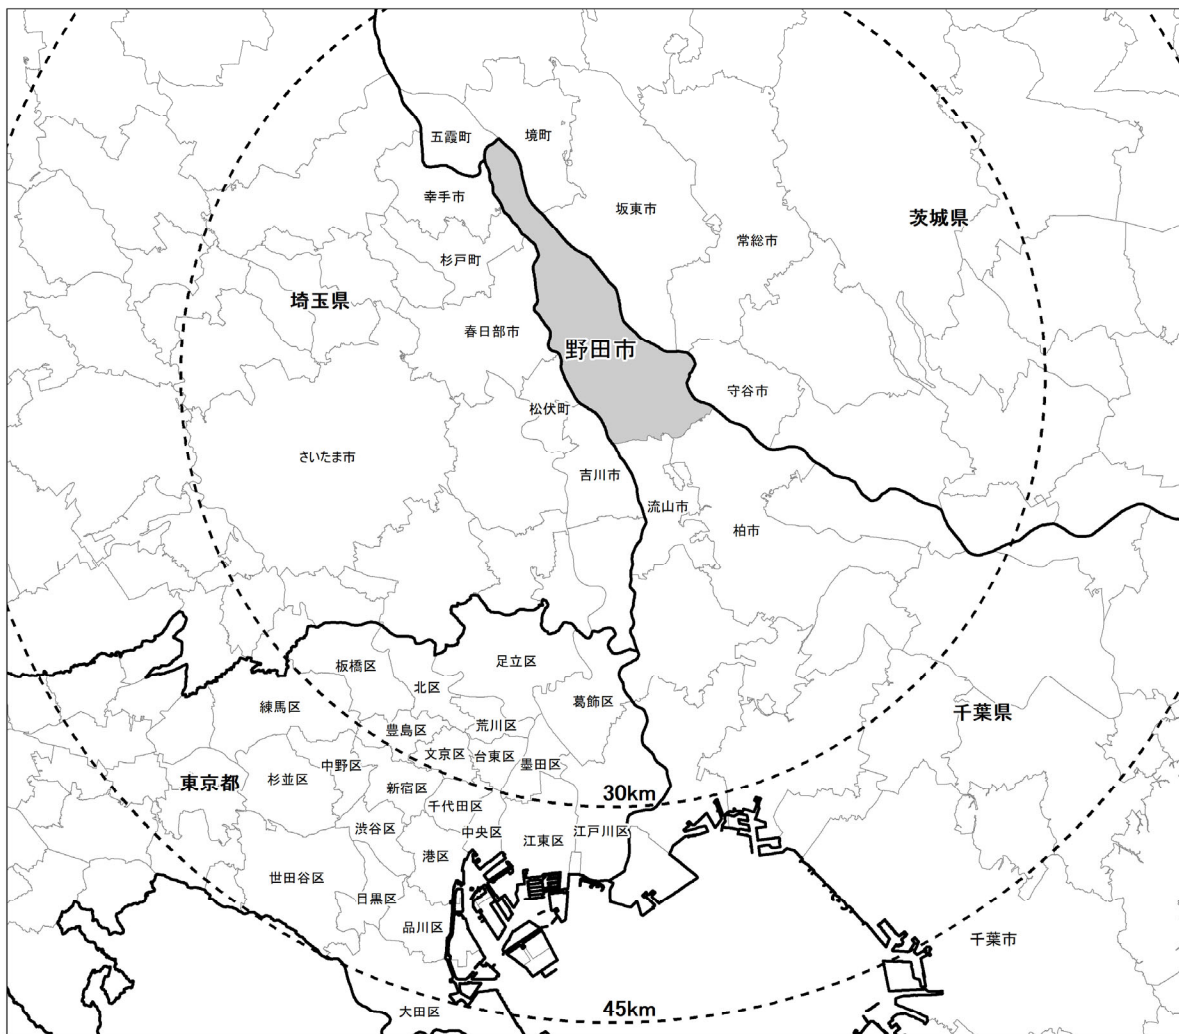 五霞町
境町
幸手市
坂東市
茨城県
常総市
杉戸町
埼玉県
春日部市
野田市
守谷市
松伏町
さいたま市
吉川市
流山市
柏市
足立区
板橋区
北区
葛飾区
練馬区
千葉県
荒川区
豊島区
文京区
台東区
墨田区
中野区
杉並区
東京都
新宿区
30km
千代田区
渋谷区
中央区
江東区
江戸川区
港区
世田谷区
目黒区
品川区
千葉市
45km
大田区